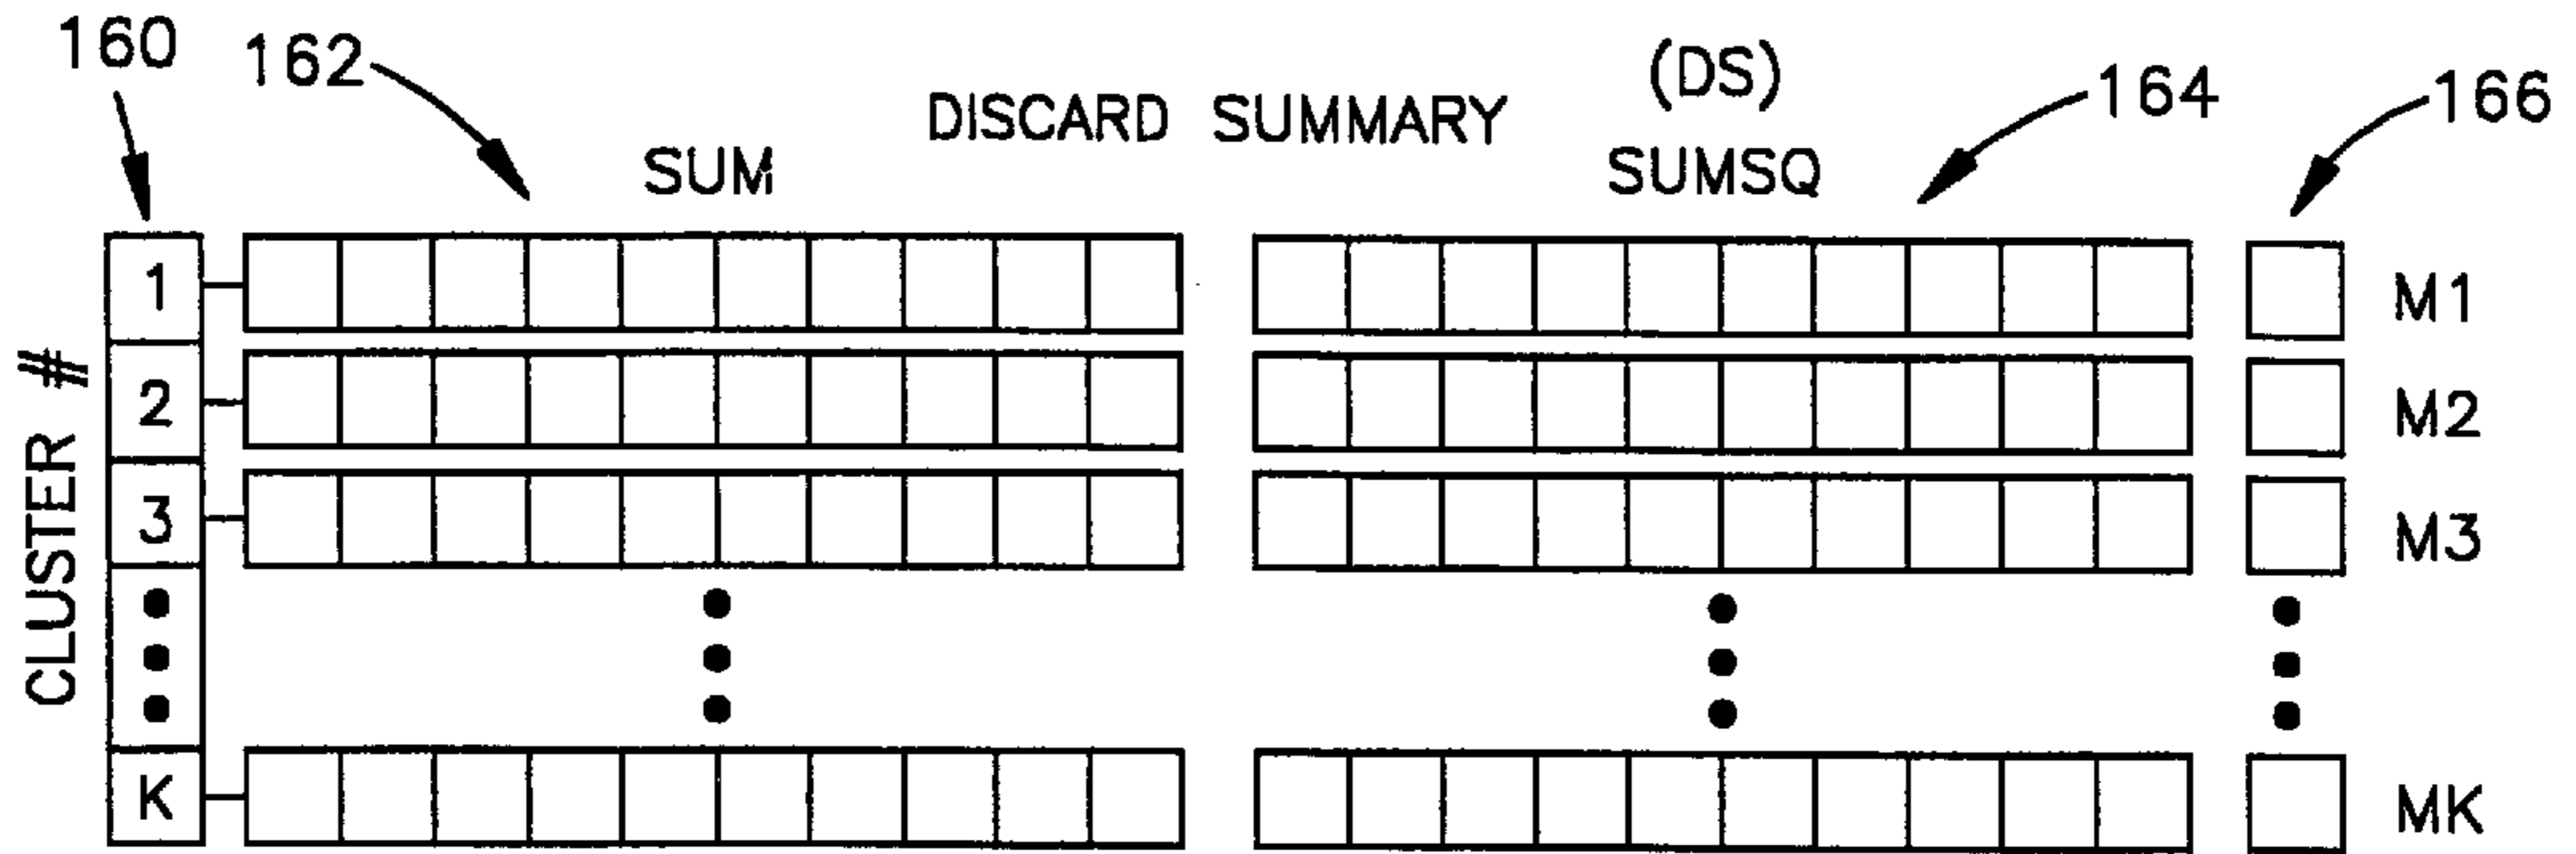 160
162
(DS)
164
166
DISCARD SUMMARY
SUM
SUMSQ
CLUSTER #
1
M1
2
M2
3
M3
K
MK